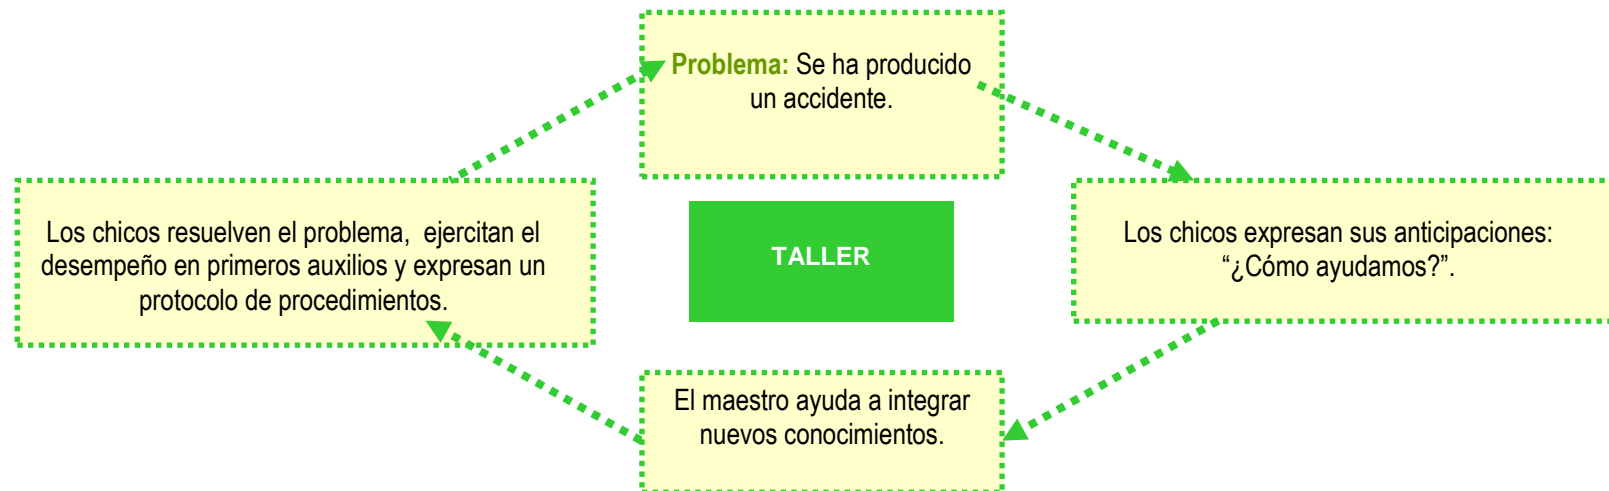 Problema: Se ha producido
un accidente.
Los chicos resuelven el problema,  ejercitan el
desempeño en primeros auxilios y expresan un
protocolo de procedimientos.
TALLER
Los chicos expresan sus anticipaciones:
“¿Cómo ayudamos?”.
El maestro ayuda a integrar
nuevos conocimientos.